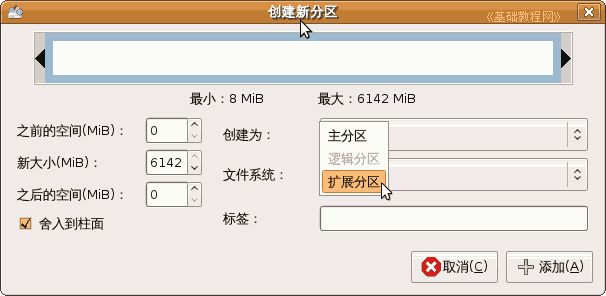 创建新分区
《基础教程网》
最小：8 MiB 最大：6142 MiB
之前的空间(MiB)： 0 创建为： 主分区
逻辑分区
新大小(MiB)： 6142 文件系统： 扩展分区
之后的空间(MiB)： 0
舍入到柱面 标签：
取消(C) 添加(A)